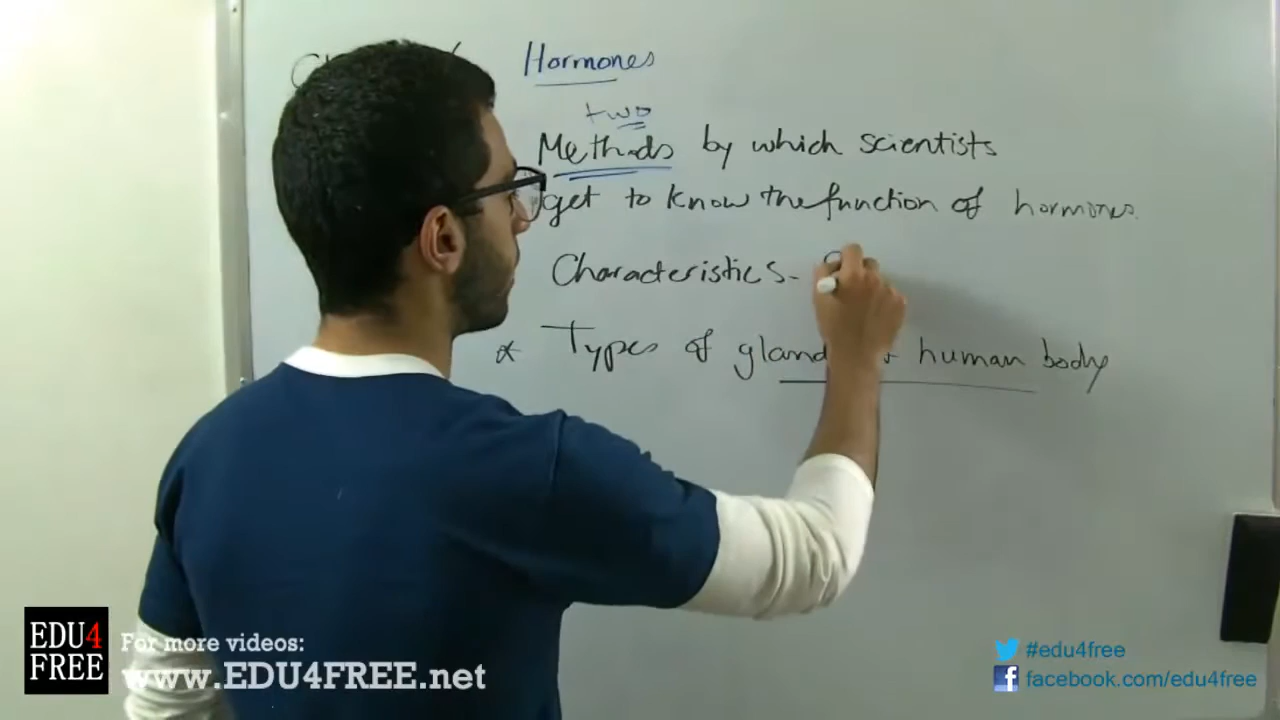 Hormones
two
Methods by which scientists
get to know the function of hormones.
Characteristics -
* Types of gland human body
EDU4
FREE
For more videos:
www.EDU4FREE.net
#edu4free
facebook.com/edu4free